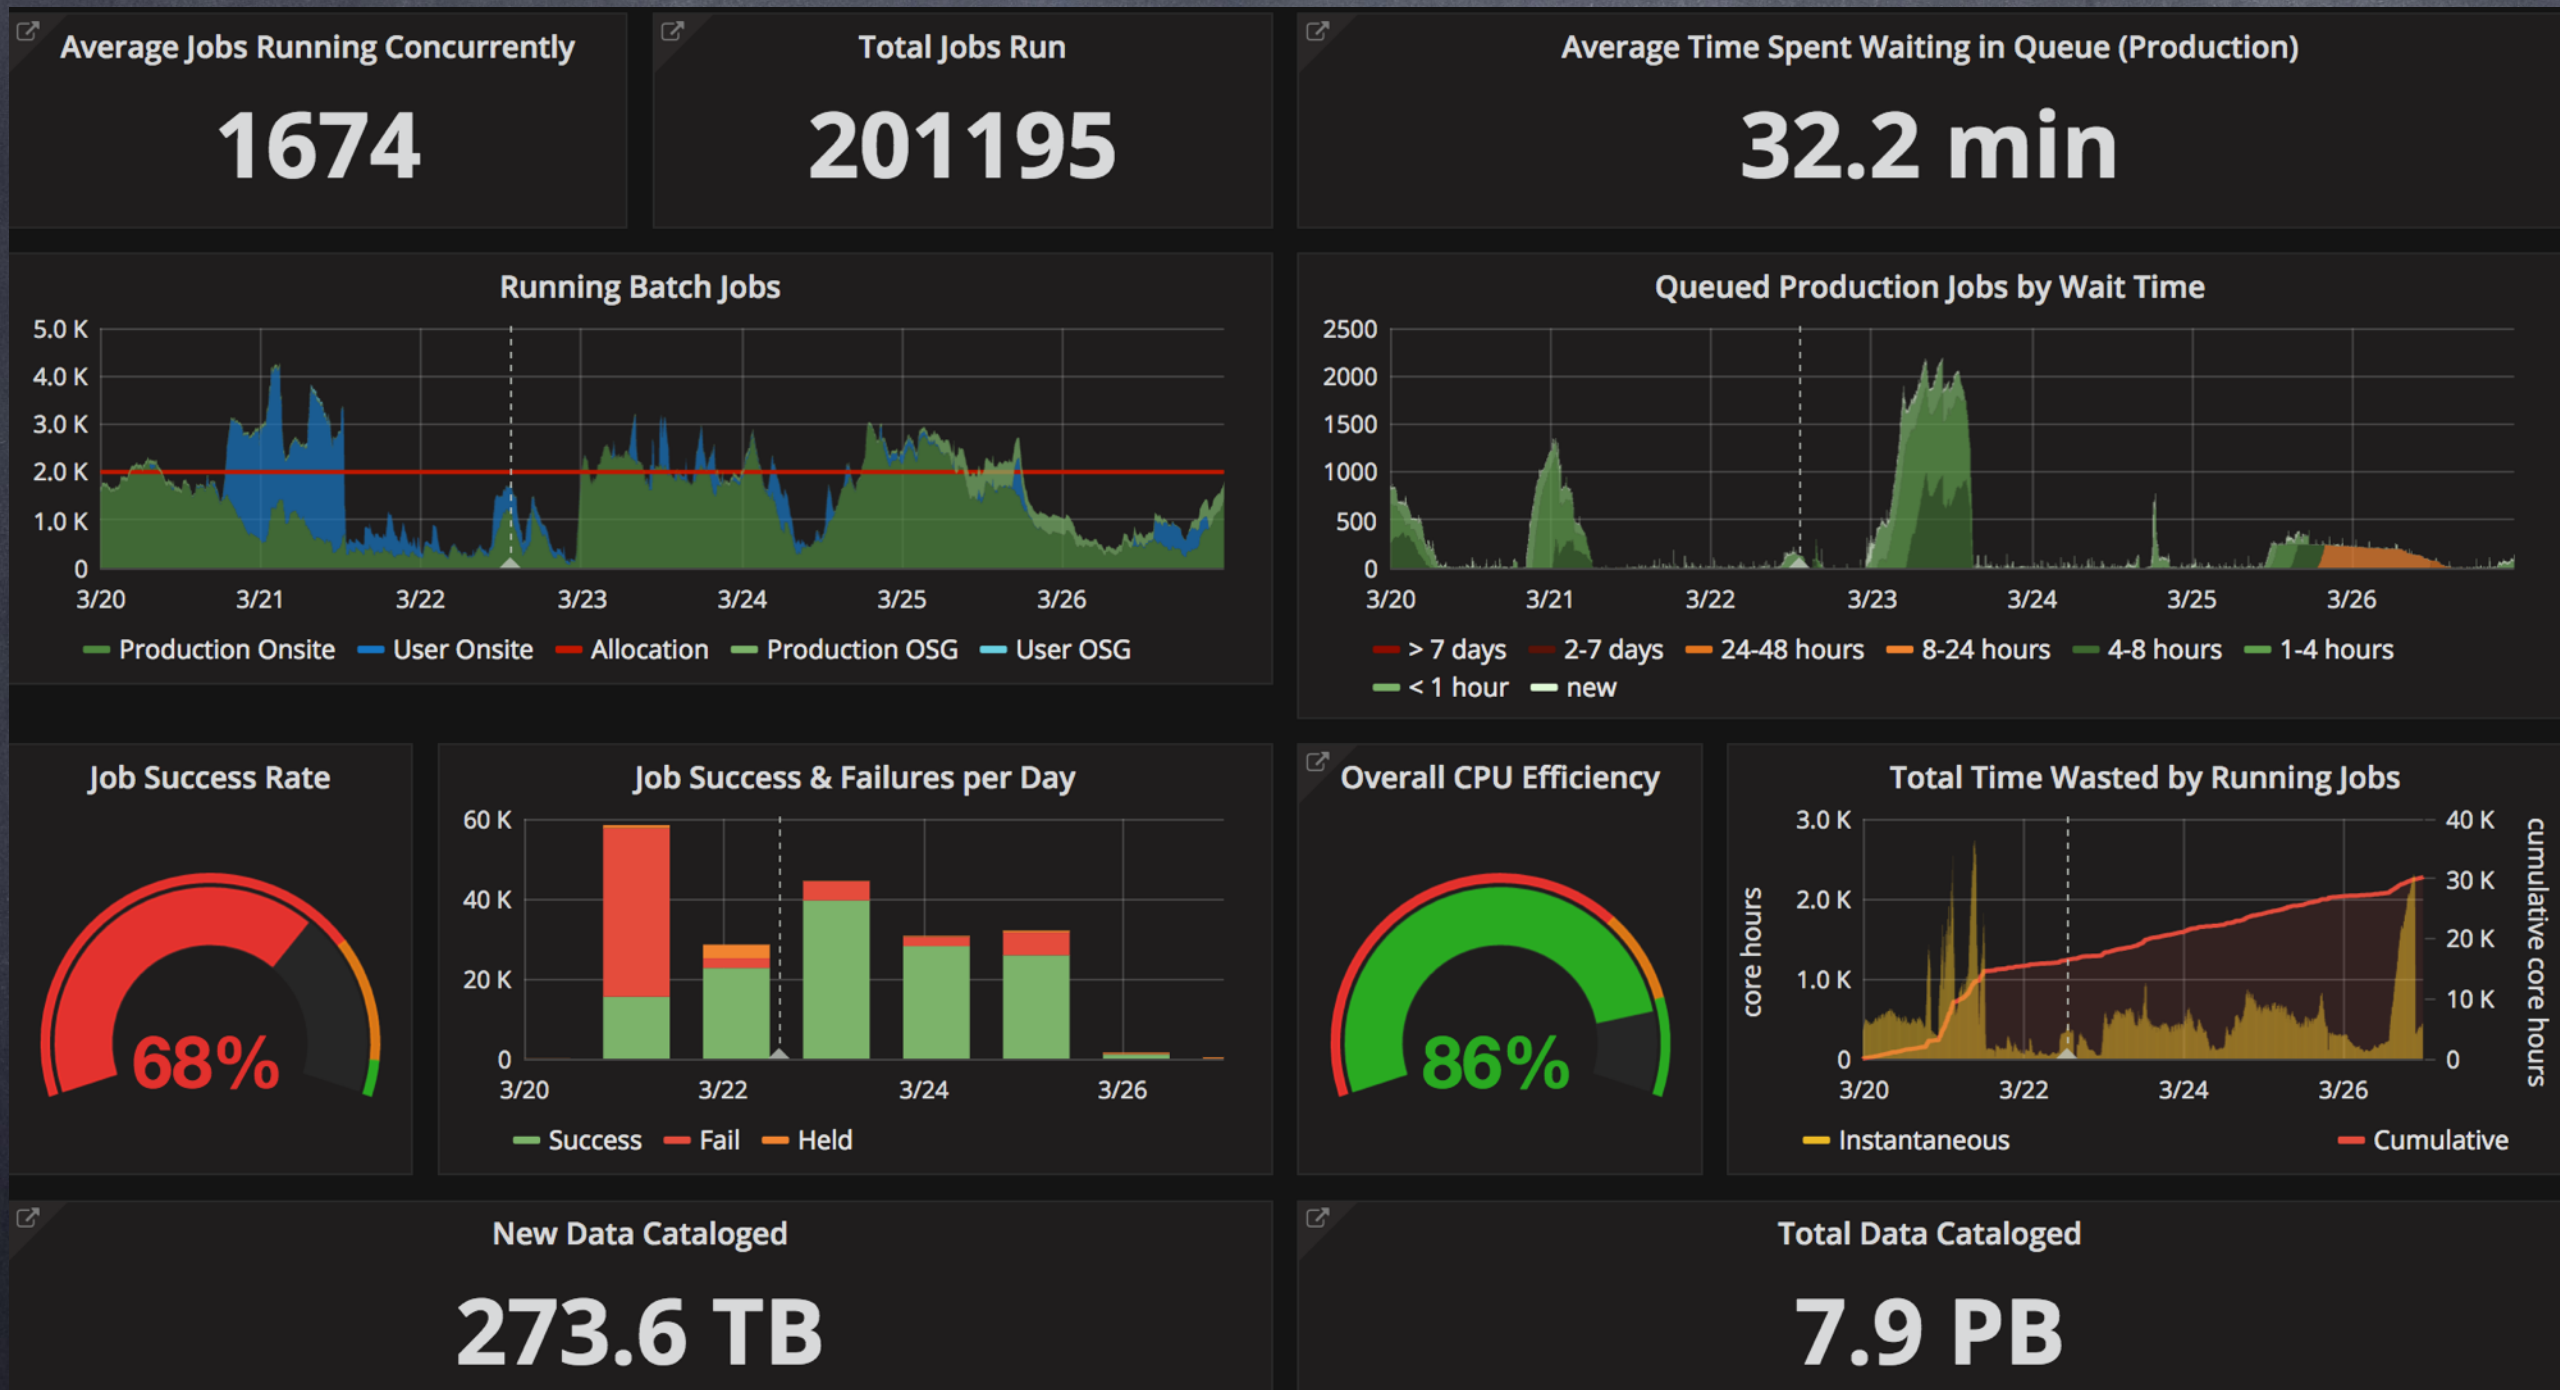 Average Jobs Running Concurrently
1674
Total Jobs Run
201195
Average Time Spent Waiting in Queue (Production)
32.2 min
Running Batch Jobs
5.0 K
4.0 K
3.0 K
2.0 K
1.0 K
0
3/20 3/21 3/22 3/23 3/24 3/25 3/26
Production Onsite User Onsite Allocation Production OSG User OSG
Queued Production Jobs by Wait Time
2500
2000
1500
1000
500
0
3/20 3/21 3/22 3/23 3/24 3/25 3/26
> 7 days 2-7 days 24-48 hours 8-24 hours 4-8 hours 1-4 hours
< 1 hour new
Job Success Rate
68%
Job Success & Failures per Day
60 K
40 K
20 K
0
3/20 3/22 3/24 3/26
Success Fail Held
Overall CPU Efficiency
86%
Total Time Wasted by Running Jobs
core hours
3.0 K
2.0 K
1.0 K
0
40 K
30 K
20 K
10 K
0
cumulative core hours
3/20 3/22 3/24 3/26
Instantaneous Cumulative
New Data Cataloged
273.6 TB
Total Data Cataloged
7.9 PB